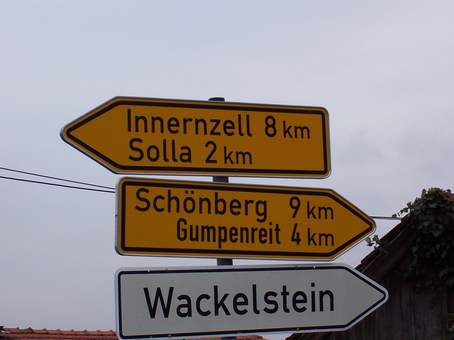 Innernzell 8 km
Solla 2 km
Schönberg 9 km
Gumpenreit 4 km
Wackelstein